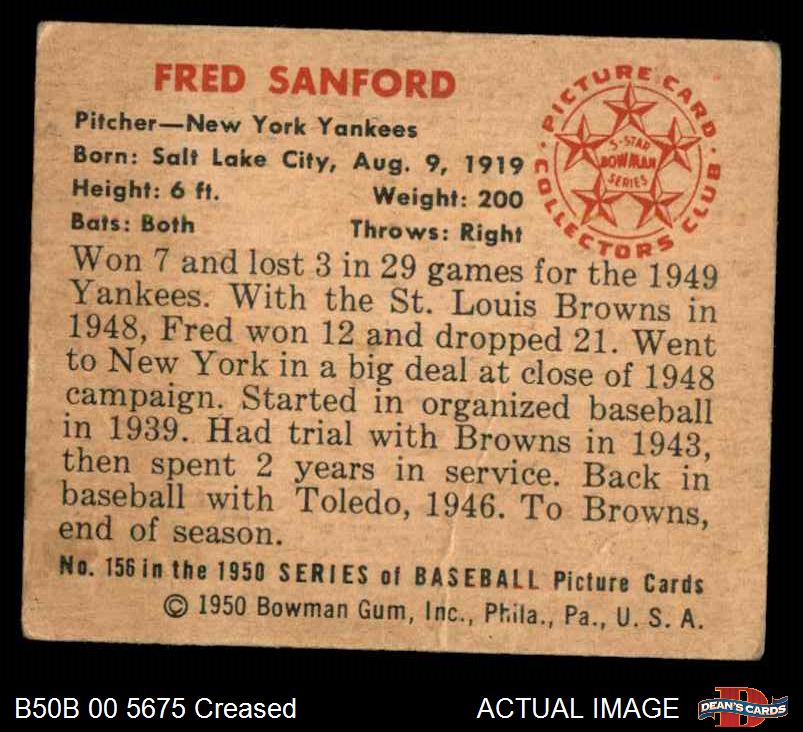 FRED SANFORD
Pitcher—New York Yankees
Born: Salt Lake City, Aug. 9, 1919
Height: 6 ft. Weight: 200
Bats: Both Throws: Right
PICTURE CARD COLLECTORS CLUB
5-STAR
BOWMAN
SERIES
Won 7 and lost 3 in 29 games for the 1949
Yankees. With the St. Louis Browns in
1948, Fred won 12 and dropped 21. Went
to New York in a big deal at close of 1948
campaign. Started in organized baseball
in 1939. Had trial with Browns in 1943,
then spent 2 years in service. Back in
baseball with Toledo, 1946. To Browns,
end of season.
No. 156 in the 1950 SERIES of BASEBALL Picture Cards
© 1950 Bowman Gum, Inc., Phila., Pa., U. S. A.
B50B 00 5675 Creased ACTUAL IMAGE
DEAN'S CARDS